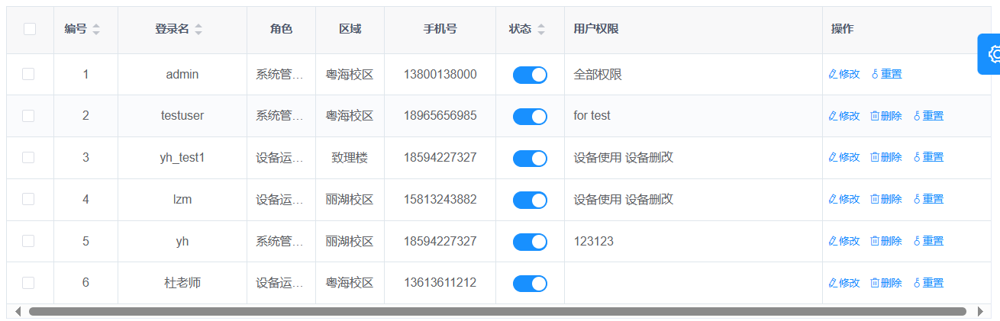 编号 登录名 角色 区域 手机号 状态 用户权限 操作
1 admin 系统管... 粤海校区 13800138000 全部权限 修改 重置
2 testuser 系统管... 粤海校区 18965656985 for test 修改 删除 重置
3 yh_test1 设备运... 致理楼 18594227327 设备使用 设备删改 修改 删除 重置
4 lzm 设备运... 丽湖校区 15813243882 设备使用 设备删改 修改 删除 重置
5 yh 系统管... 丽湖校区 18594227327 123123 修改 删除 重置
6 杜老师 设备运... 粤海校区 13613611212 修改 删除 重置